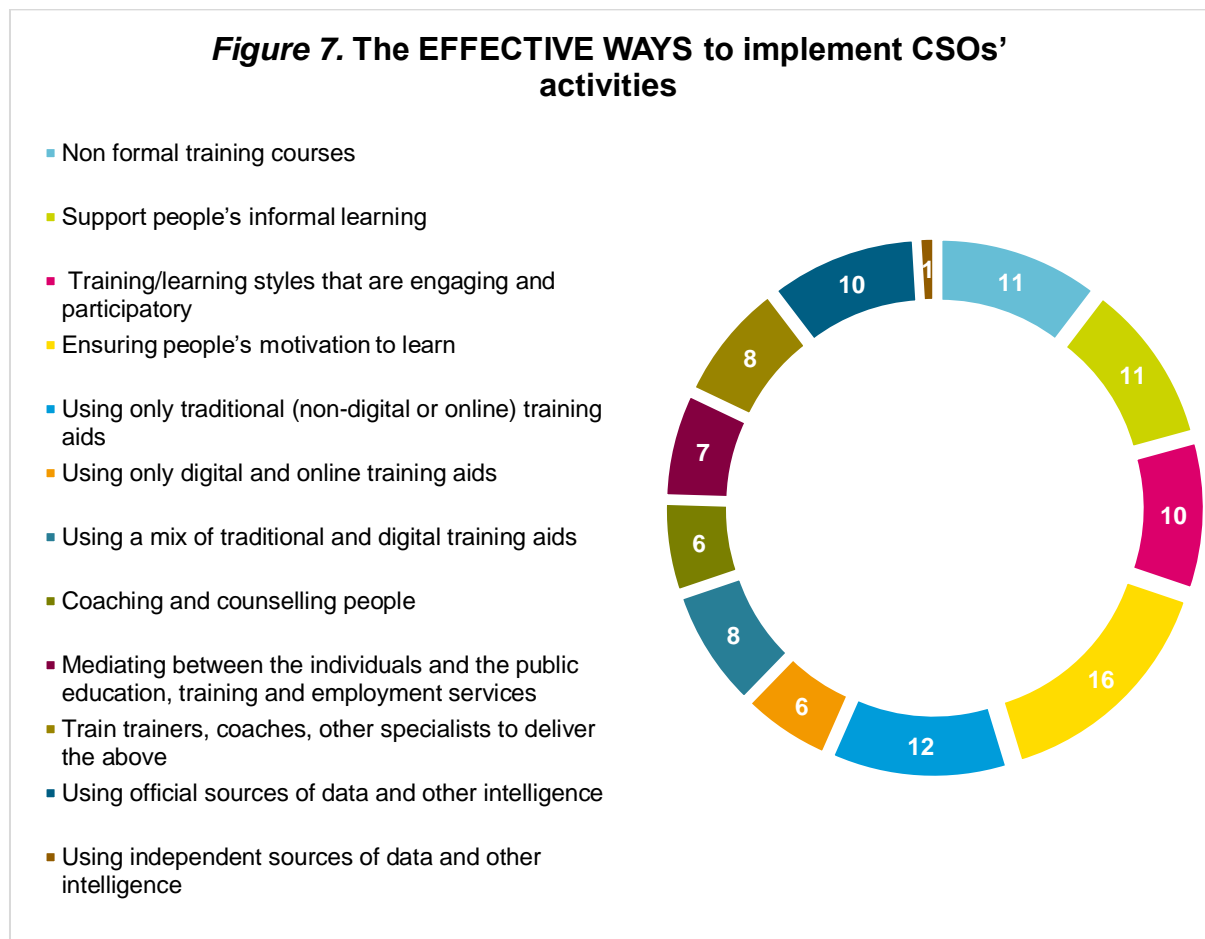 Figure 7. The EFFECTIVE WAYS to implement CSOs’
activities
Non formal training courses
Support people’s informal learning
Training/learning styles that are engaging and
participatory
Ensuring people’s motivation to learn
Using only traditional (non-digital or online) training
aids
Using only digital and online training aids
Using a mix of traditional and digital training aids
Coaching and counselling people
Mediating between the individuals and the public
education, training and employment services
Train trainers, coaches, other specialists to deliver
the above
Using official sources of data and other intelligence
Using independent sources of data and other
intelligence
11
11
10
16
12
6
8
6
7
8
10
1